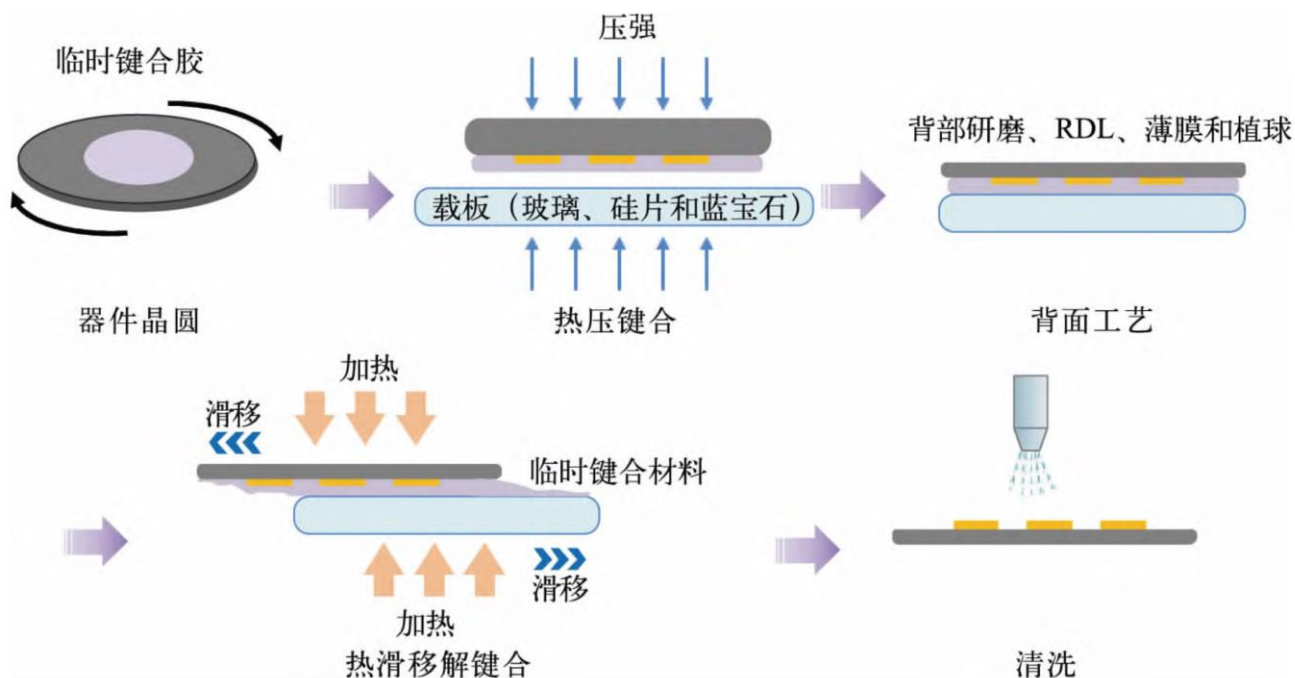 临时键合胶
器件晶圆
压强
载板（玻璃、硅片和蓝宝石）
热压键合
背部研磨、RDL、薄膜和植球
背面工艺
加热
滑移
临时键合材料
滑移
加热
热滑移解键合
清洗